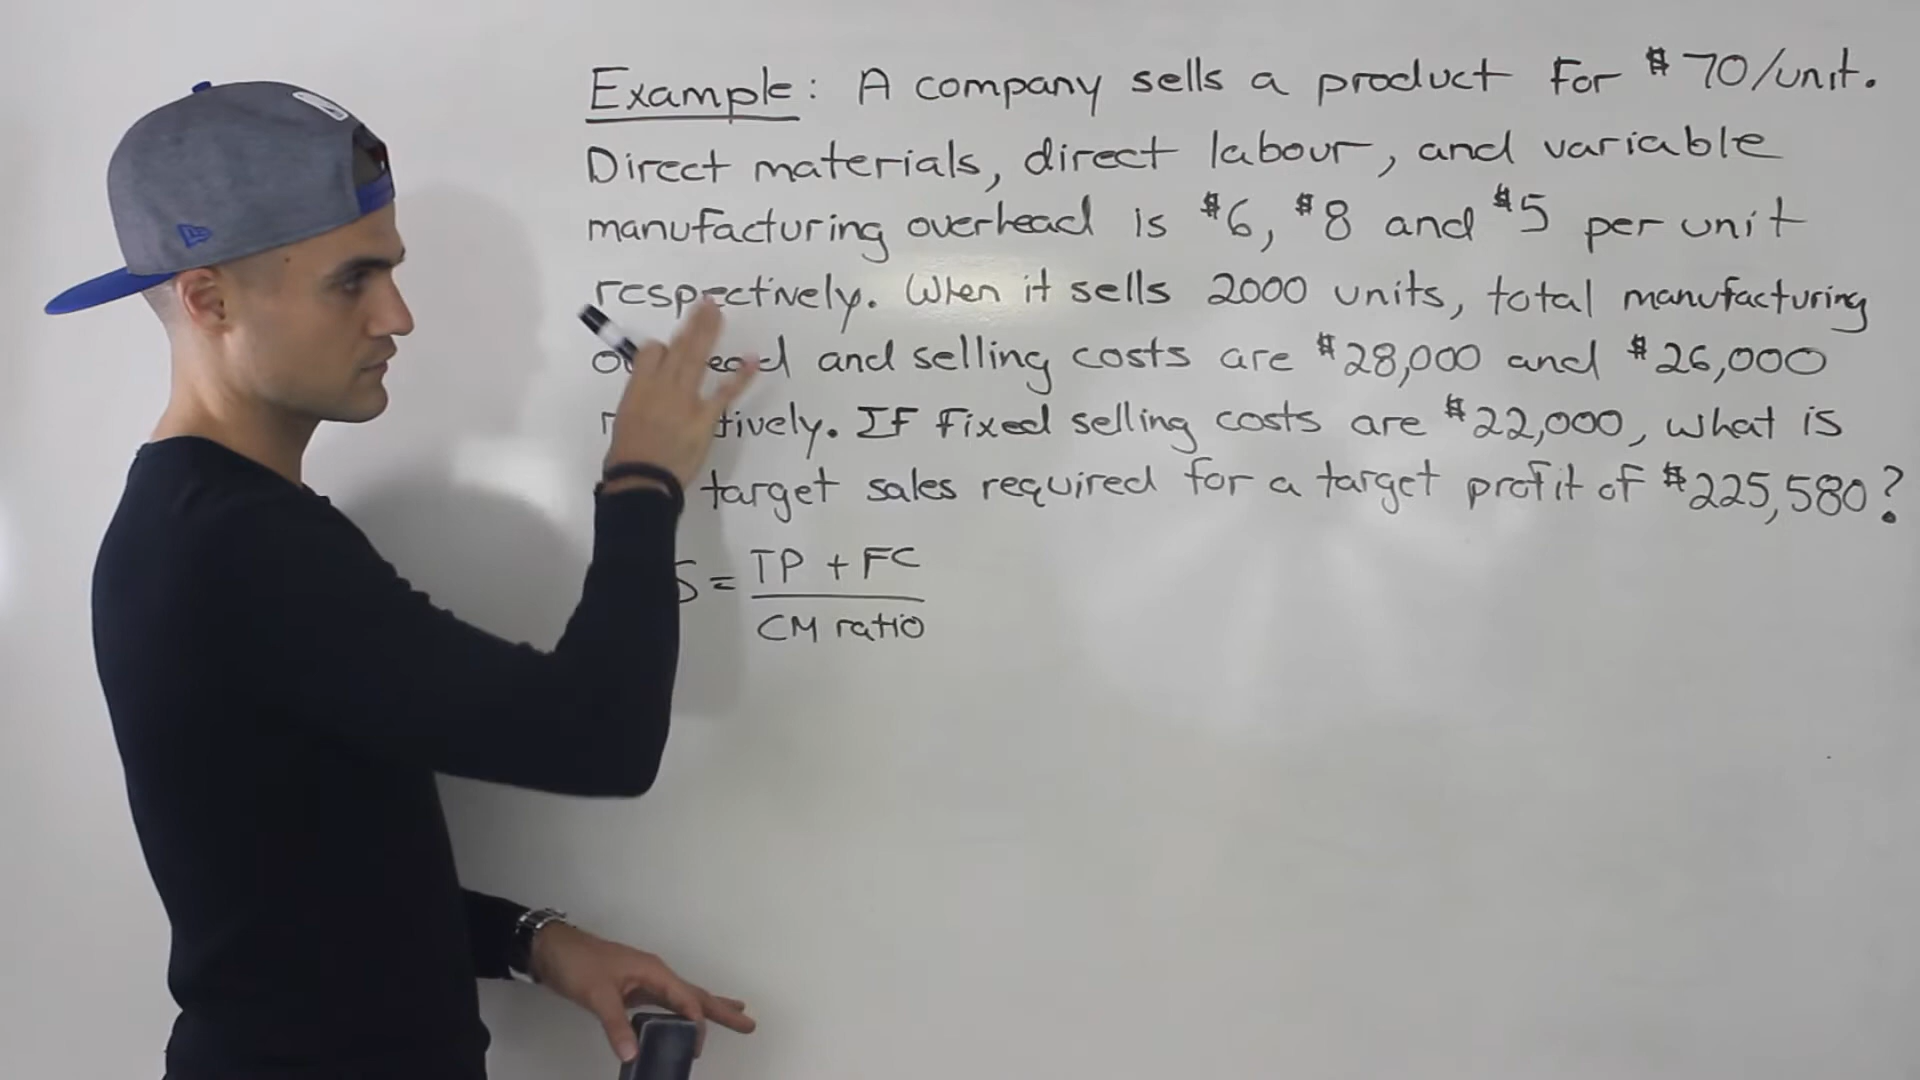 Example: A company sells a product for $70/unit.
Direct materials, direct labour, and variable
manufacturing overhead is $6, $8 and $5 per unit
respectively. When it sells 2000 units, total manufacturing
and selling costs are $28,000 and $26,000
If fixed selling costs are $22,000, what is
target sales required for a target profit of $225,580?
S = TP + FC
CM ratio